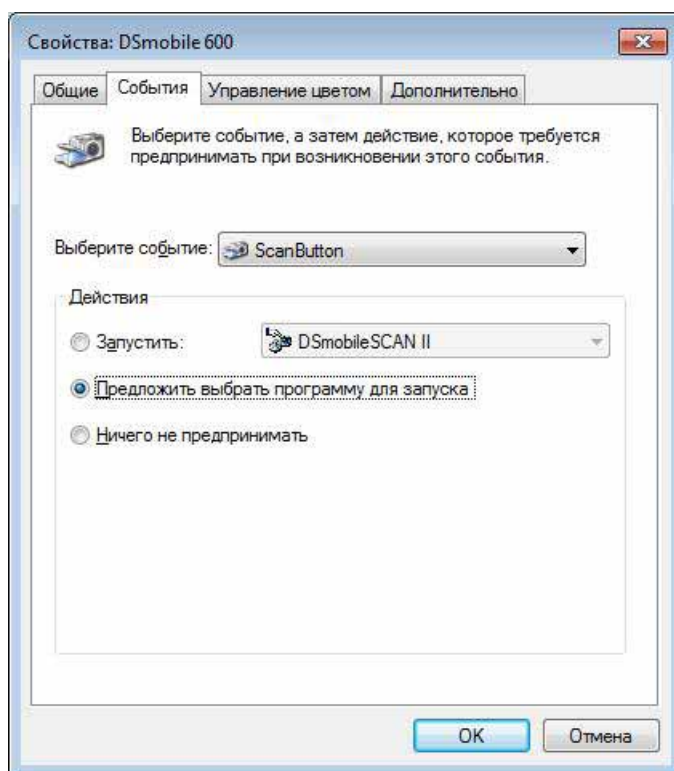 Свойства: DSmobile 600
Общие События Управление цветом Дополнительно
Выберите событие, а затем действие, которое требуется
предпринимать при возникновении этого события.
Выберите событие: ScanButton
Действия
Запустить: DSmobileSCAN II
Предложить выбрать программу для запуска
Ничего не предпринимать
OK Отмена